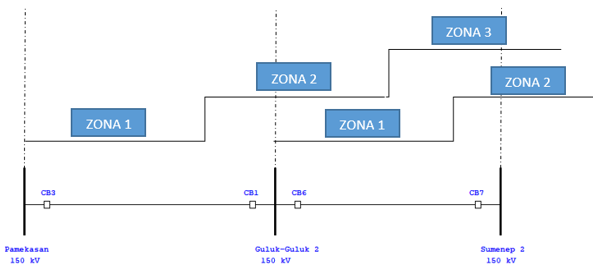 ZONA 3
ZONA 2
ZONA 2
ZONA 1
ZONA 1
CB3
CB1
CB6
CB7
Pamekasan
150 kV
Guluk-Guluk 2
150 kV
Sumenep 2
150 kV